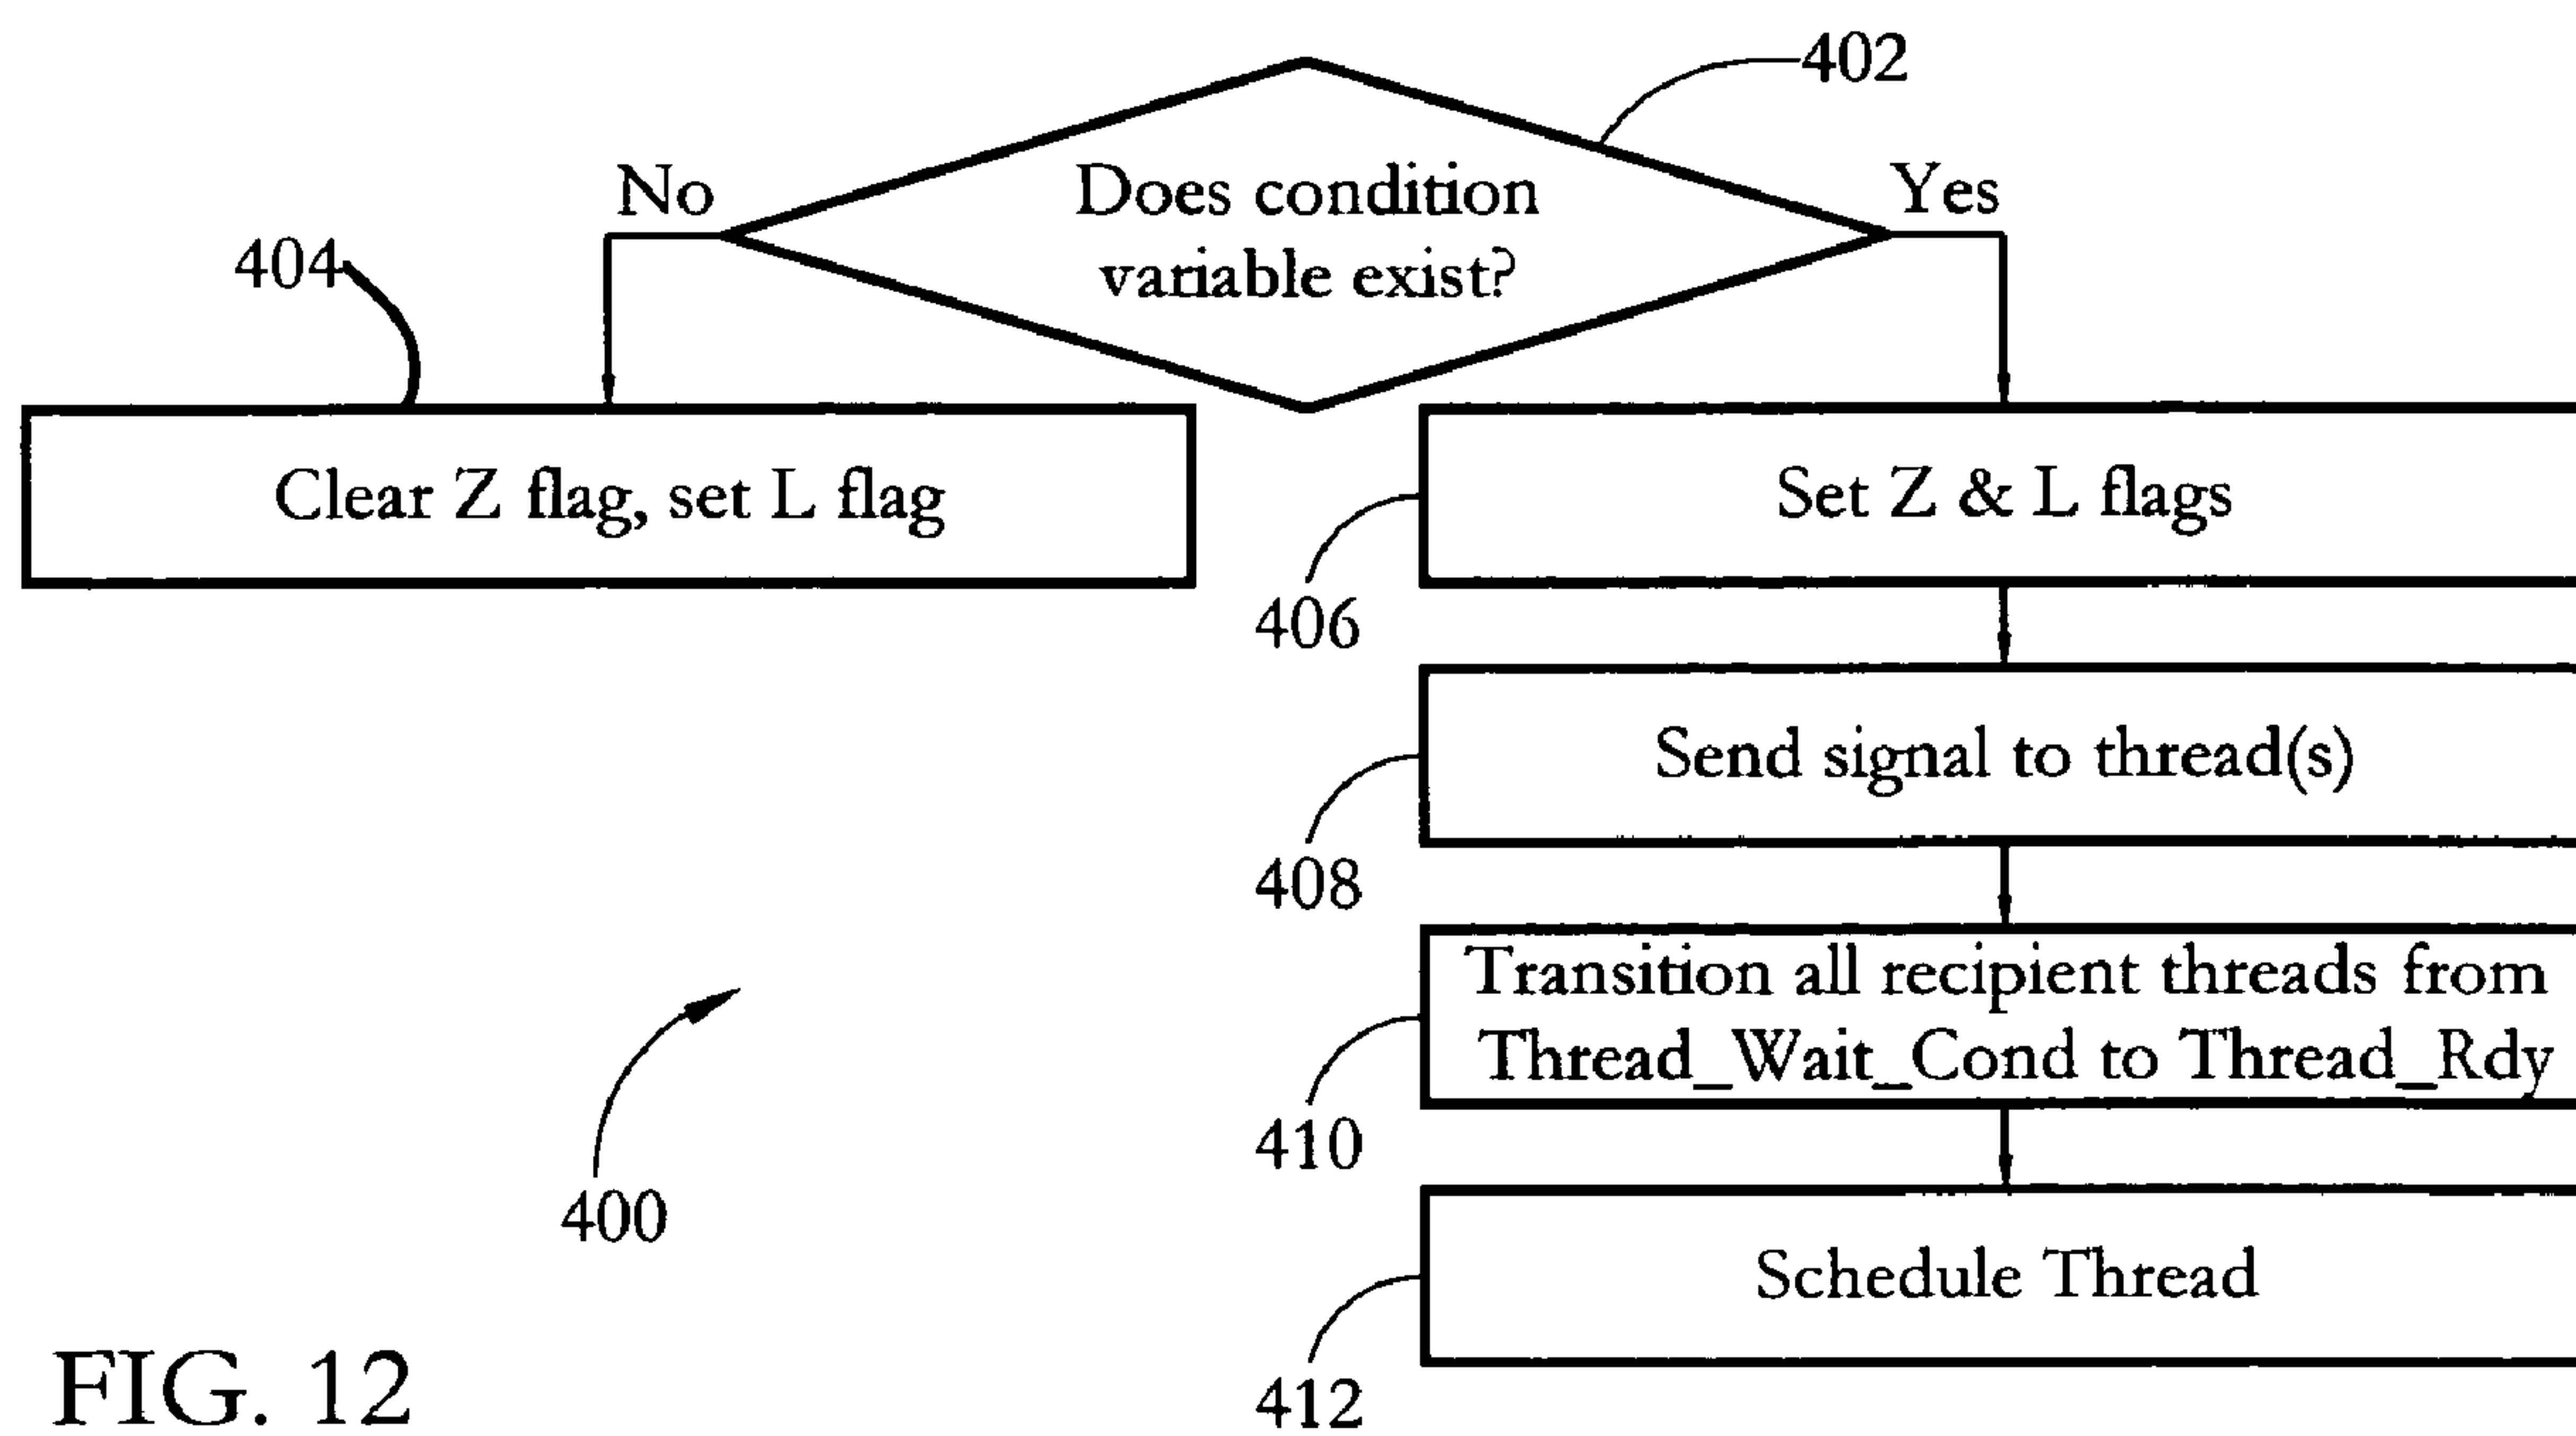 402
No
Does condition
variable exist?
Yes
404
Clear Z flag, set L flag
Set Z & L flags
406
Send signal to thread(s)
408
Transition all recipient threads from
Thread_Wait_Cond to Thread_Rdy
410
400
Schedule Thread
412
FIG. 12